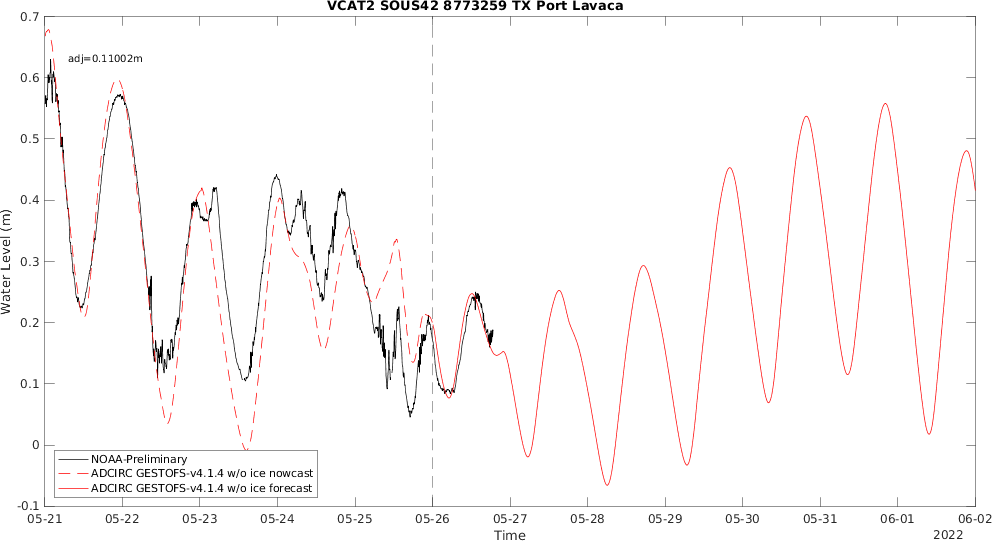 VCAT2 SOUS42 8773259 TX Port Lavaca
0.7
adj=0.11002m
0.6
0.5
0.4
0.3
0.2
0.1
0
-0.1
Water Level (m)
NOAA-Preliminary
ADCIRC GESTOFS-v4.1.4 w/o ice nowcast
ADCIRC GESTOFS-v4.1.4 w/o ice forecast
05-21 05-22 05-23 05-24 05-25 05-26 05-27 05-28 05-29 05-30 05-31 06-01 06-02
Time
2022